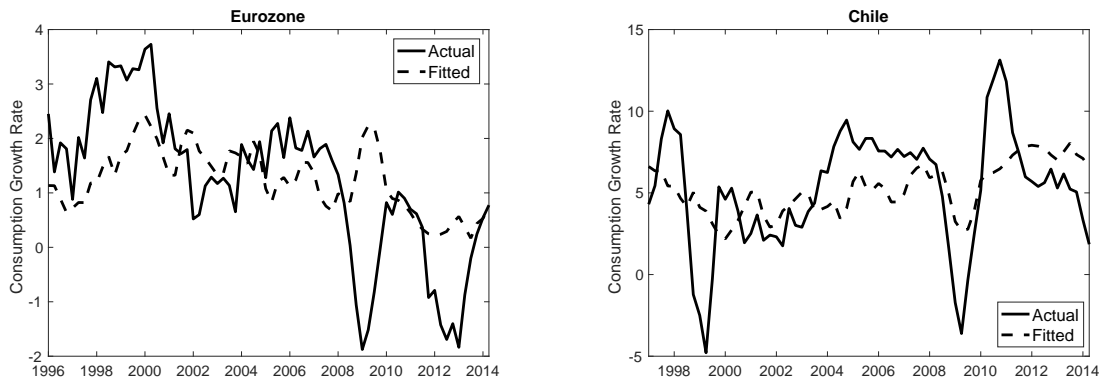 Eurozone
Consumption Growth Rate
4
3
2
1
0
-1
-2
1996 1998 2000 2002 2004 2006 2008 2010 2012 2014
Actual
Fitted
Chile
Consumption Growth Rate
15
10
5
0
-5
1998 2000 2002 2004 2006 2008 2010 2012 2014
Actual
Fitted